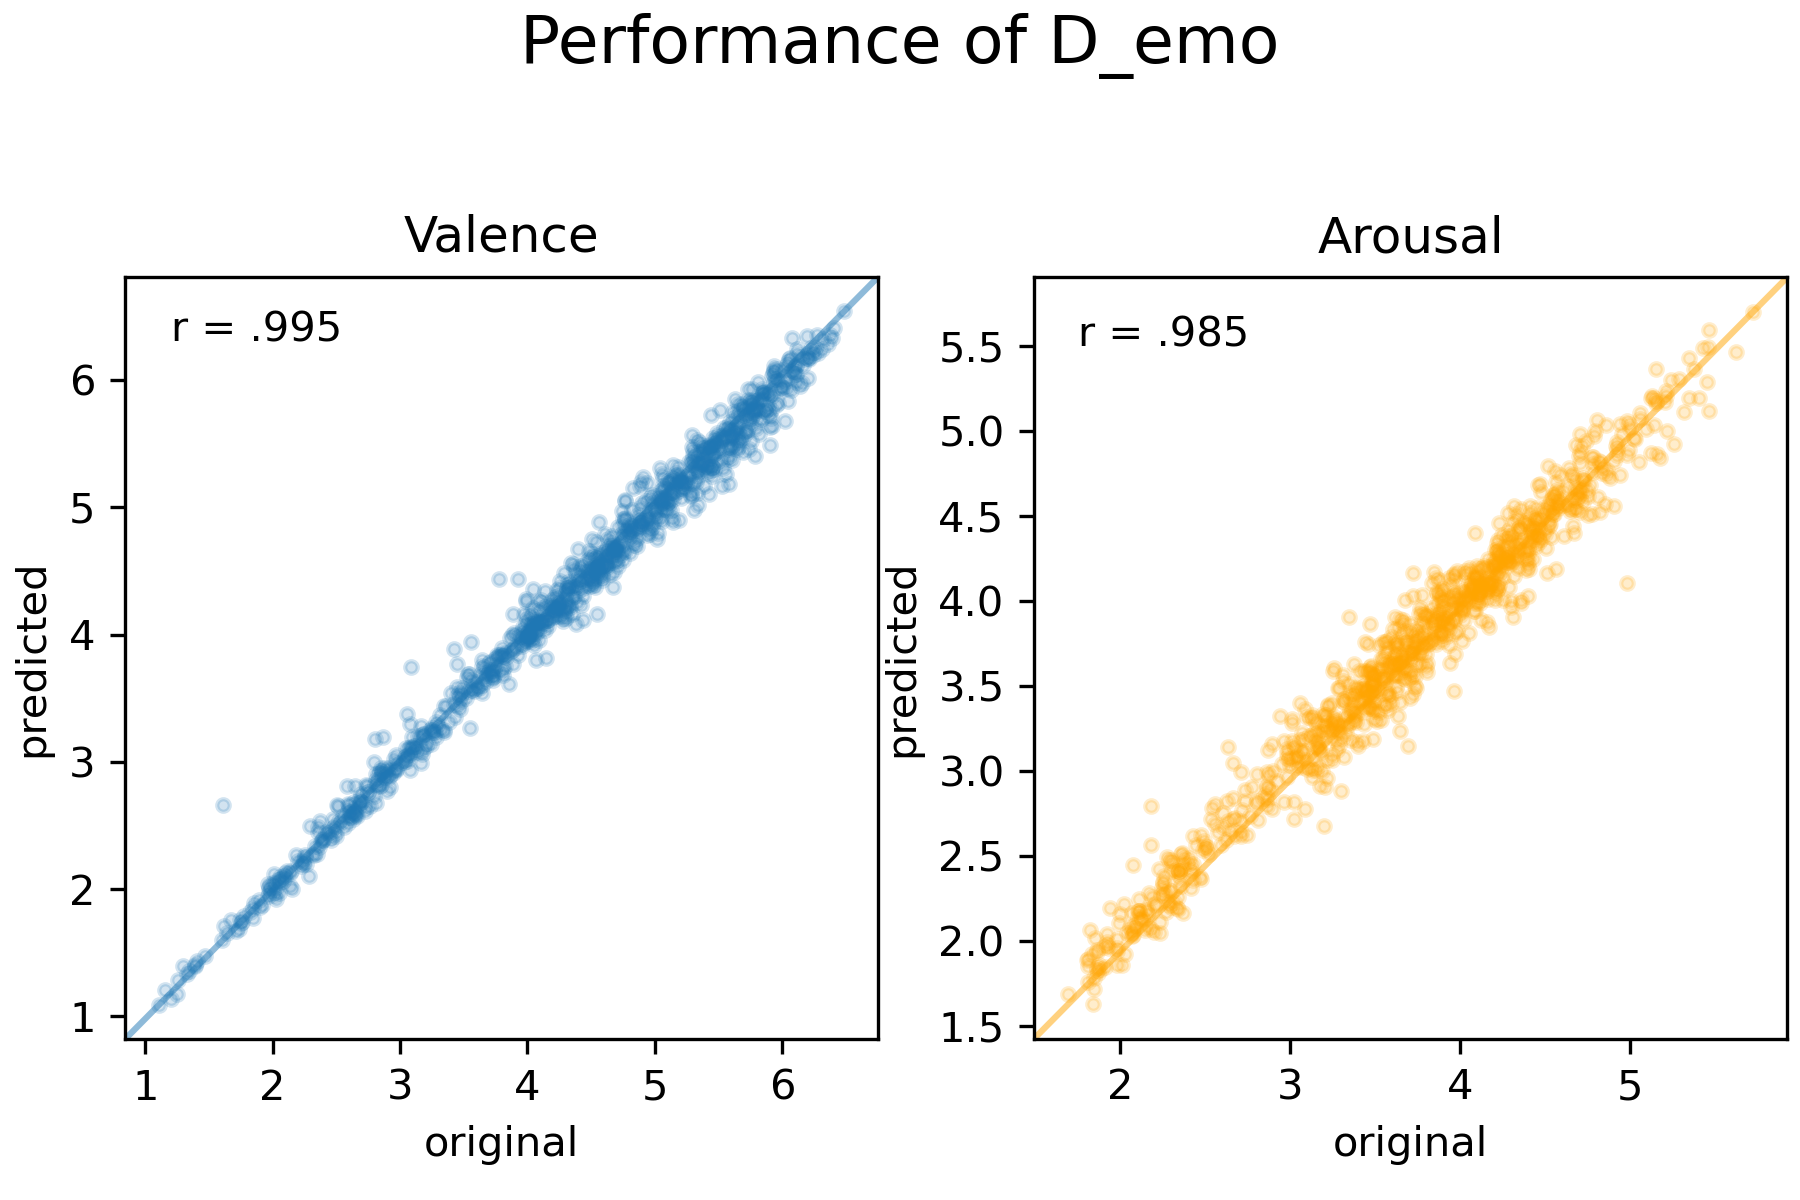 Performance of D_emo
Valence
r = .995
6
5
4
3
2
1
predicted
1 2 3 4 5 6
original
Arousal
r = .985
5.5
5.0
4.5
4.0
3.5
3.0
2.5
2.0
1.5
predicted
2 3 4 5
original